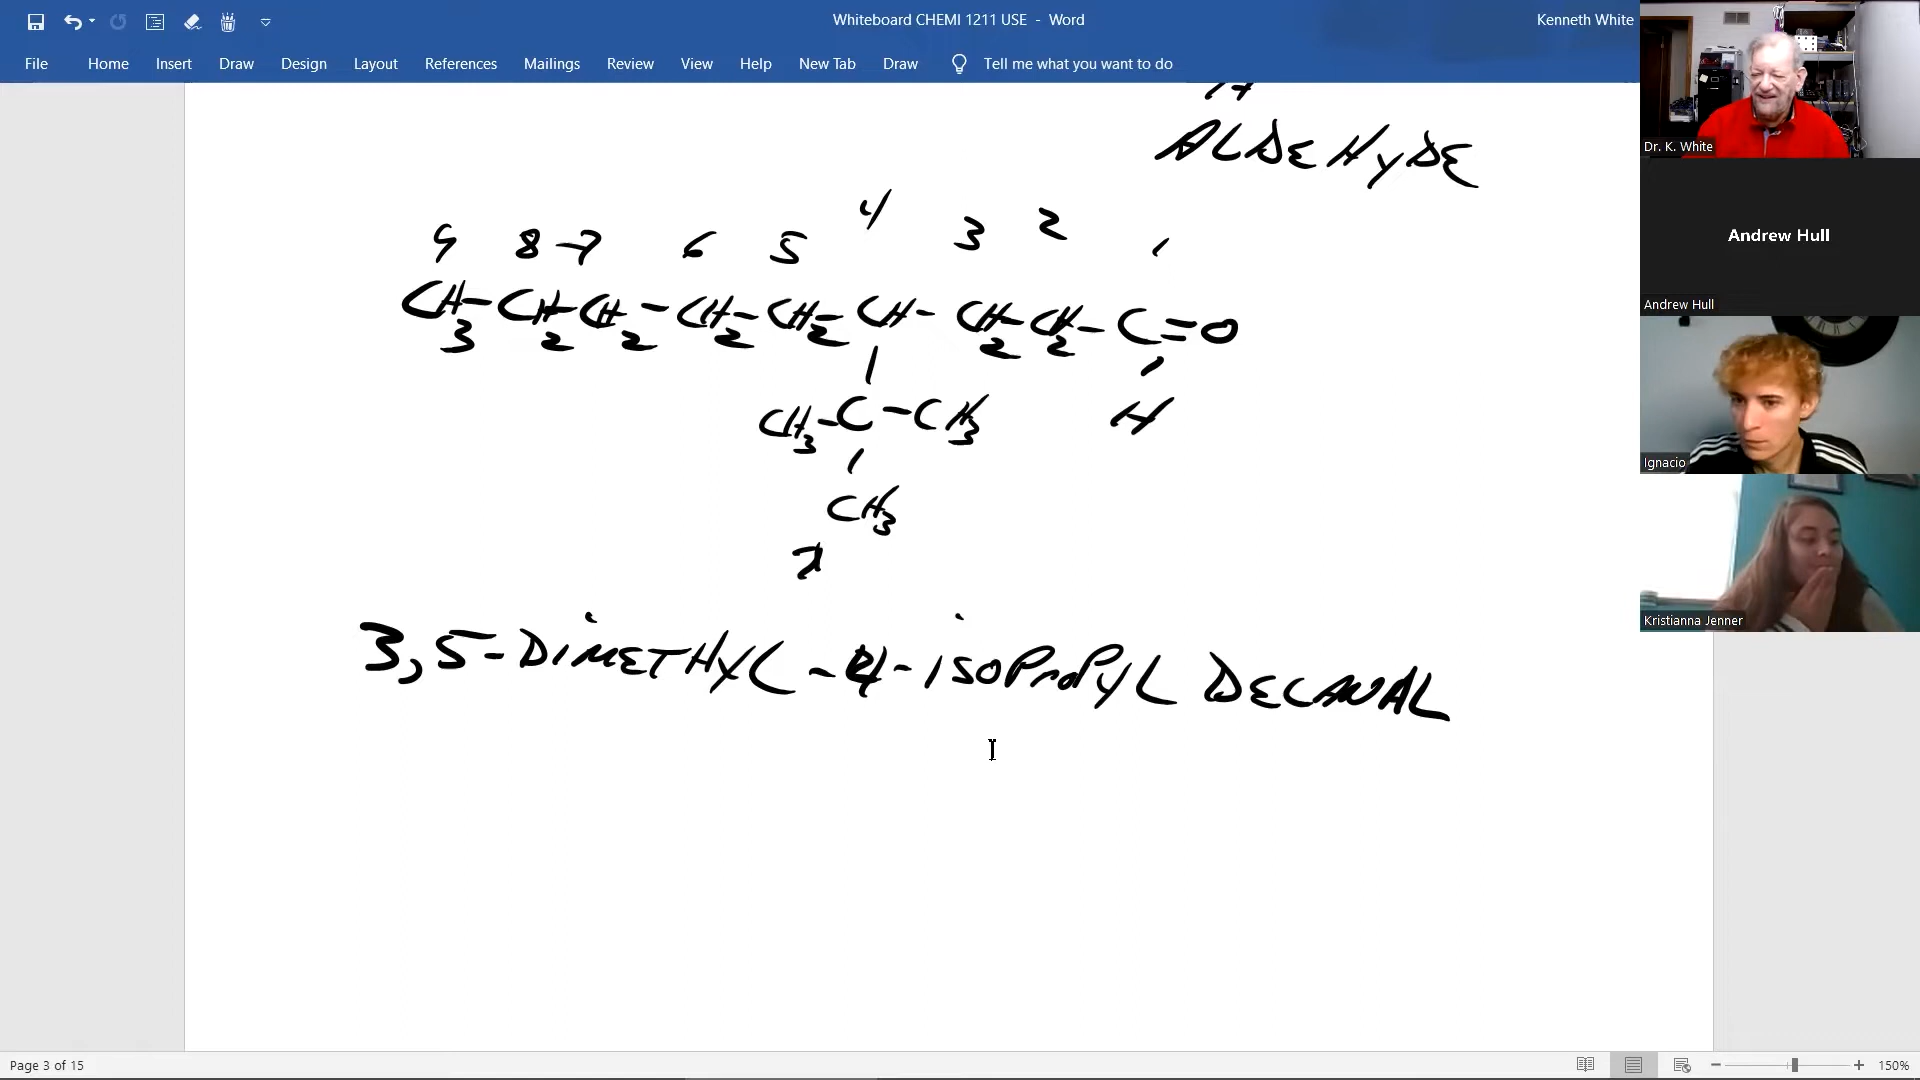 Whiteboard CHEMI 1211 USE - Word
Kenneth White
File Home Insert Draw Design Layout References Mailings Review View Help New Tab Draw Tell me what you want to do
Dr. K. White
Andrew Hull
Andrew Hull
Ignacio
Kristianna Jenner
H
ALDEHYDE
9 8 7 6 5 4 3 2 1
CH3-CH2-CH2-CH2-CH2-CH-CH2-CH2-C=O
CH3-C-CH3 H
CH3
3,5-DiMETHYL-4-isoPropyL DECANAL
Page 3 of 15
150%